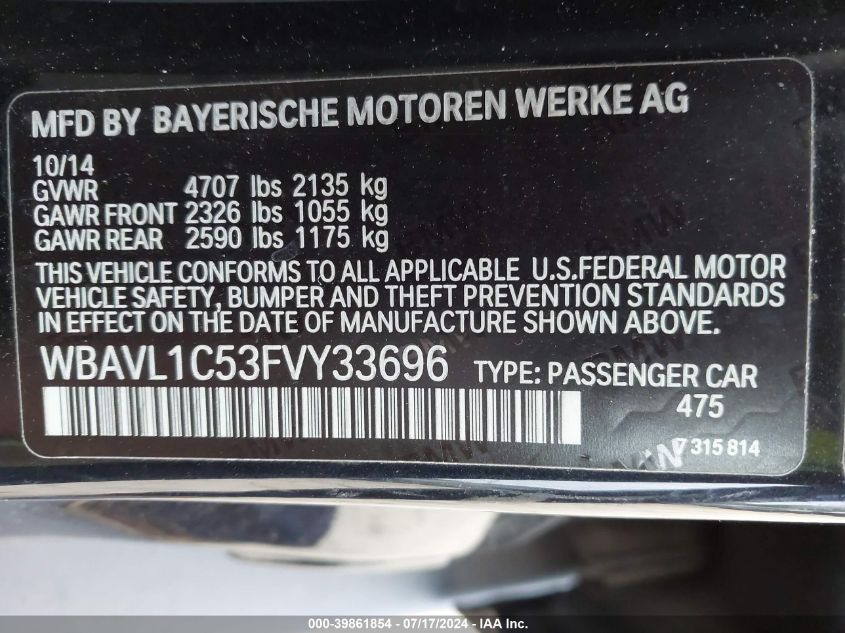 MFD BY BAYERISCHE MOTOREN WERKE AG
10/14
GVWR 4707 lbs 2135 kg
GAWR FRONT 2326 lbs 1055 kg
GAWR REAR 2590 lbs 1175 kg
THIS VEHICLE CONFORMS TO ALL APPLICABLE U.S.FEDERAL MOTOR
VEHICLE SAFETY, BUMPER AND THEFT PREVENTION STANDARDS
IN EFFECT ON THE DATE OF MANUFACTURE SHOWN ABOVE.
WBAVL1C53FVY33696 TYPE: PASSENGER CAR
475
7 315 814
000-39861854 - 07/17/2024 - IAA Inc.